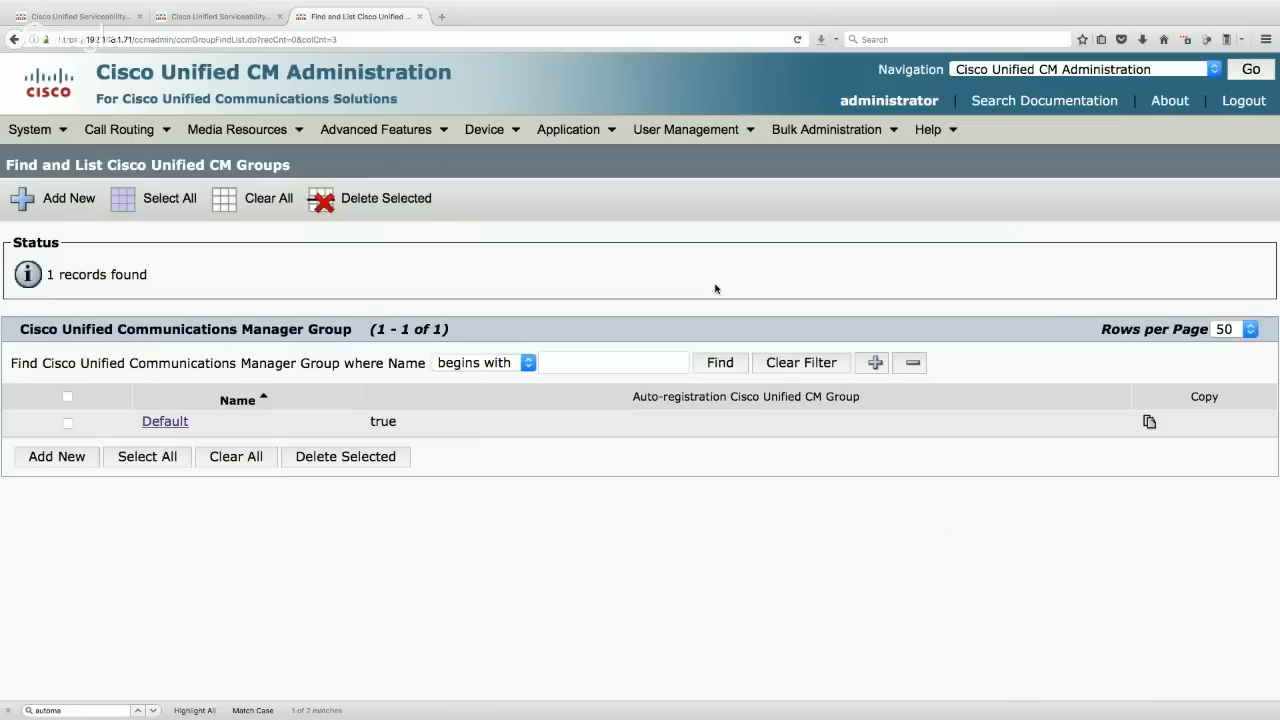 Cisco Unified Serviceability... × Cisco Unified Serviceability... × Find and List Cisco Unified ... × +
1.71/ccmadmin/ccmGroupFindList.do?recCnt=0&colCnt=3 Search
Cisco Unified CM Administration Navigation Cisco Unified CM Administration Go
CISCO For Cisco Unified Communications Solutions administrator | Search Documentation | About | Logout
System Call Routing Media Resources Advanced Features Device Application User Management Bulk Administration Help
Find and List Cisco Unified CM Groups
Add New Select All Clear All Delete Selected
Status
i 1 records found
Cisco Unified Communications Manager Group (1 - 1 of 1) Rows per Page 50
Find Cisco Unified Communications Manager Group where Name begins with Find Clear Filter
Name Auto-registration Cisco Unified CM Group Copy
Default true
Add New Select All Clear All Delete Selected
× automa Highlight All Match Case 1 of 2 matches